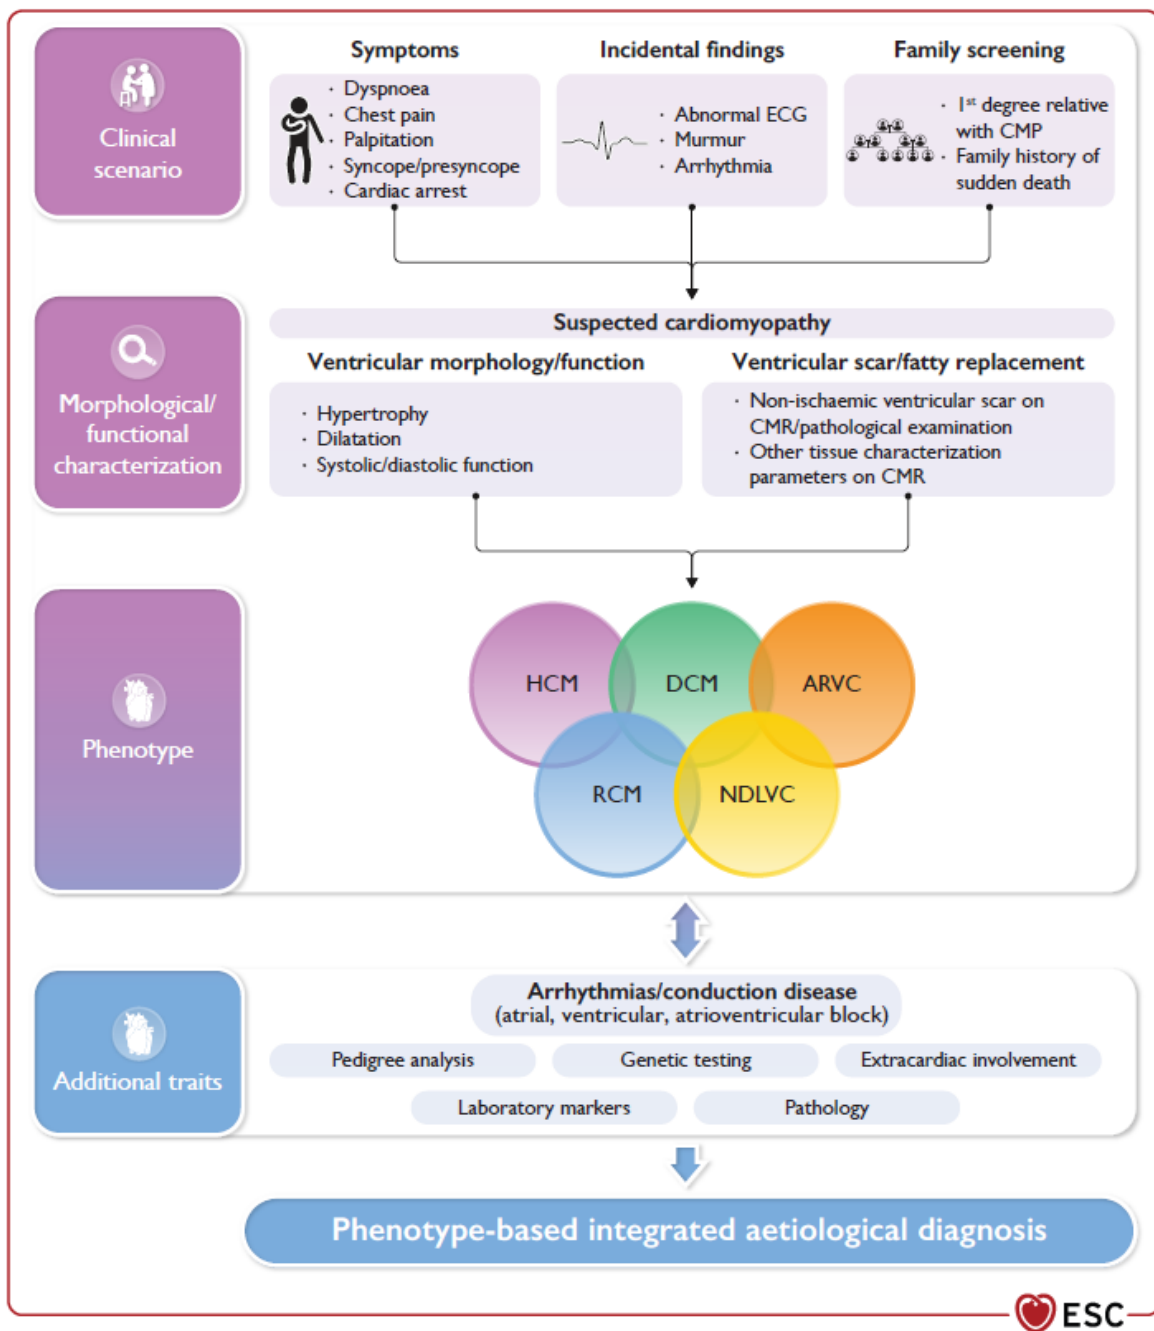 Clinical
scenario
Symptoms
· Dyspnoea
· Chest pain
· Palpitation
· Syncope/presyncope
· Cardiac arrest
Incidental findings
· Abnormal ECG
· Murmur
· Arrhythmia
Family screening
· 1st degree relative
with CMP
· Family history of
sudden death
Morphological/
functional
characterization
Suspected cardiomyopathy
Ventricular morphology/function
· Hypertrophy
· Dilatation
· Systolic/diastolic function
Ventricular scar/fatty replacement
· Non-ischaemic ventricular scar on
CMR/pathological examination
· Other tissue characterization
parameters on CMR
Phenotype
HCM
DCM
ARVC
RCM
NDLVC
Additional traits
Arrhythmias/conduction disease
(atrial, ventricular, atrioventricular block)
Pedigree analysis
Genetic testing
Extracardiac involvement
Laboratory markers
Pathology
Phenotype-based integrated aetiological diagnosis
ESC